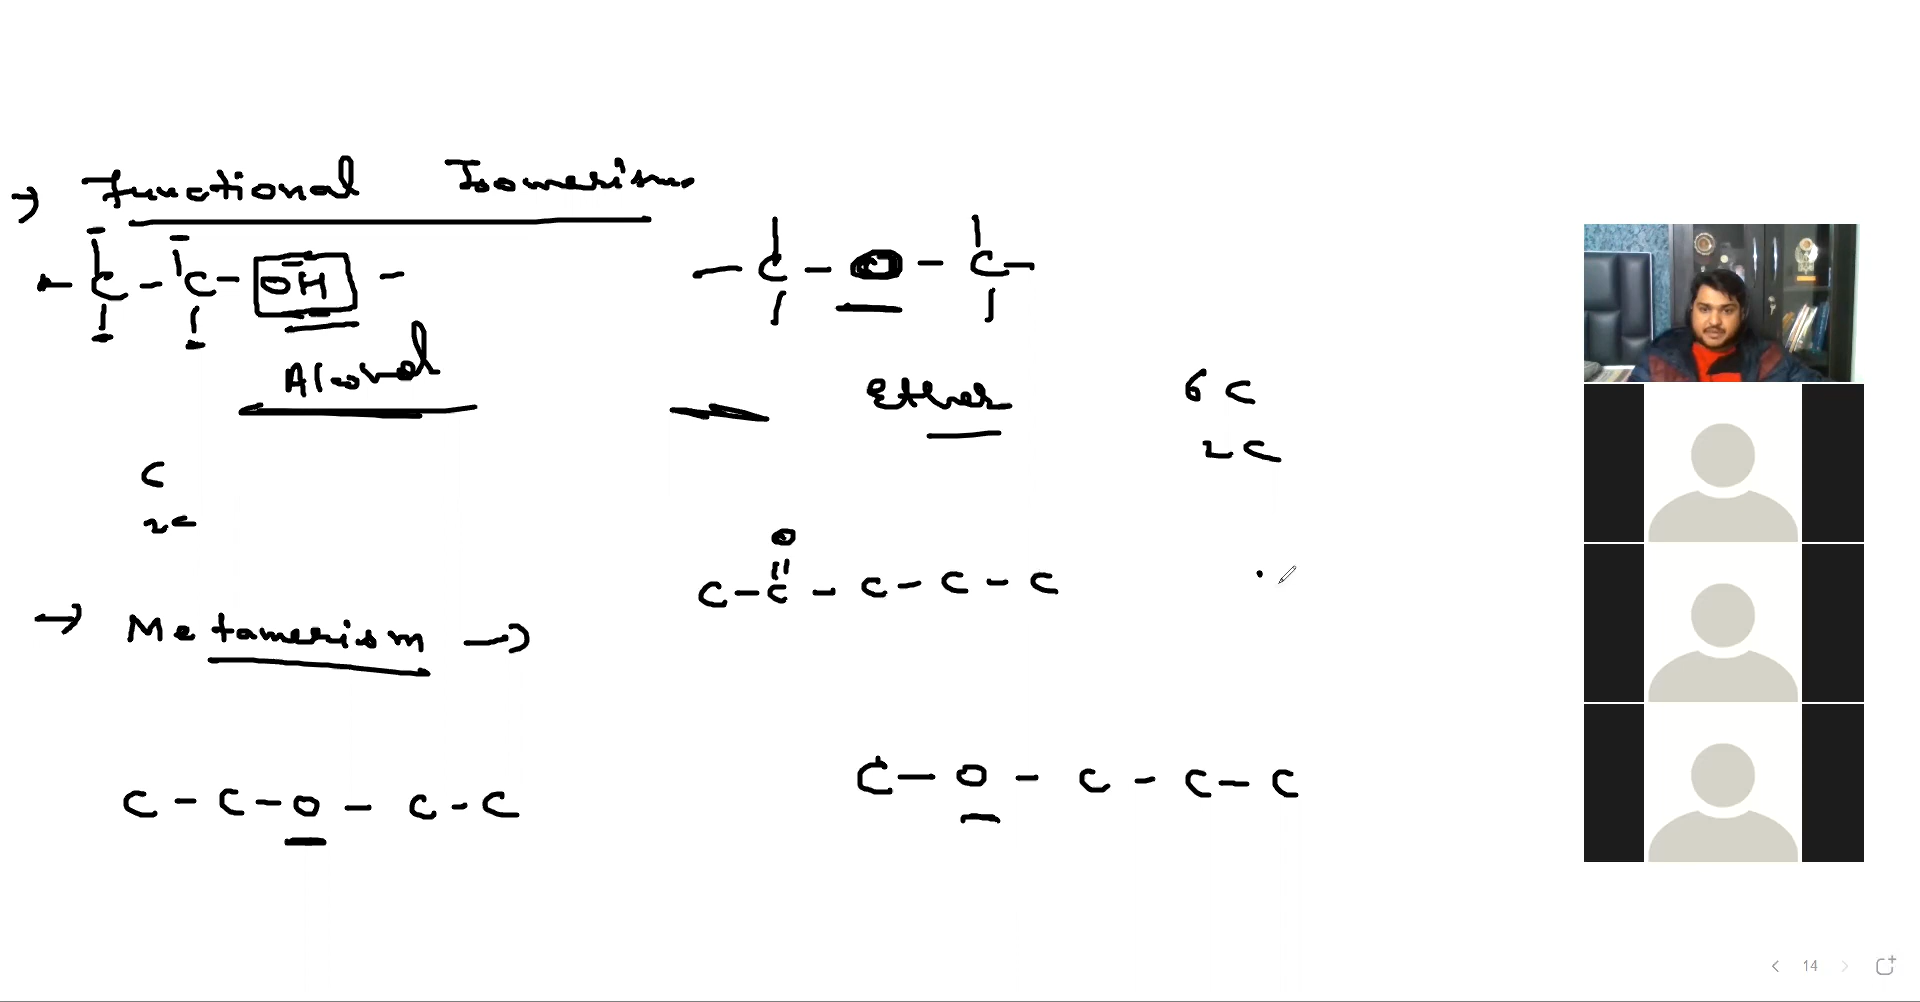 → Functional Isomerism
C - C - OH -
- C - O - C -
Alcohol
Ether
6 C
2 C
C
2C
O
C - C - C - C - C
→ Metamerism →
C - C - O - C - C
C - O - C - C - C
14